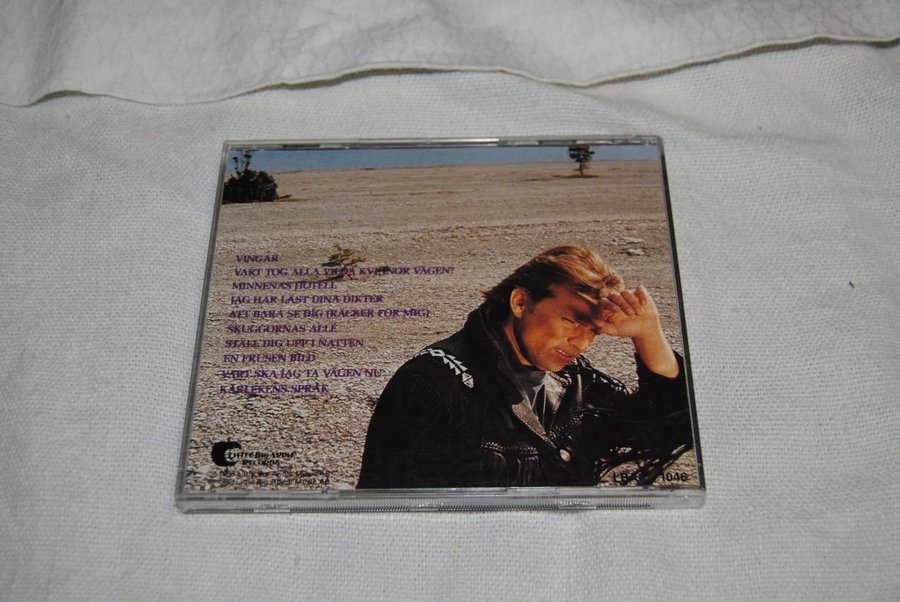 VINGAR
VART TOG ALLA VILDA KVINNOR VÄGEN?
MINNENAS HOTELL
JAG HAR LÄST DINA DIKTER
ATT BARA SE DIG (RÄCKER FÖR MIG)
SKUGGORNAS ALLÉ
STÄLL DIG UPP I NATTEN
EN FRUSEN BILD
VART SKA JAG TA VÄGEN NU
KÄRLEKENS SPRÅK
LITTLE BIG APPLE
RECORDS
1046